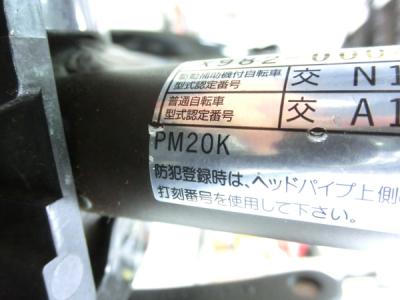 駆動補助機付自転車
型式認定番号 交 N1
普通自転車
型式認定番号 交 A1
PM20K
防犯登録時は、ヘッドパイプ上側
打刻番号を使用して下さい。